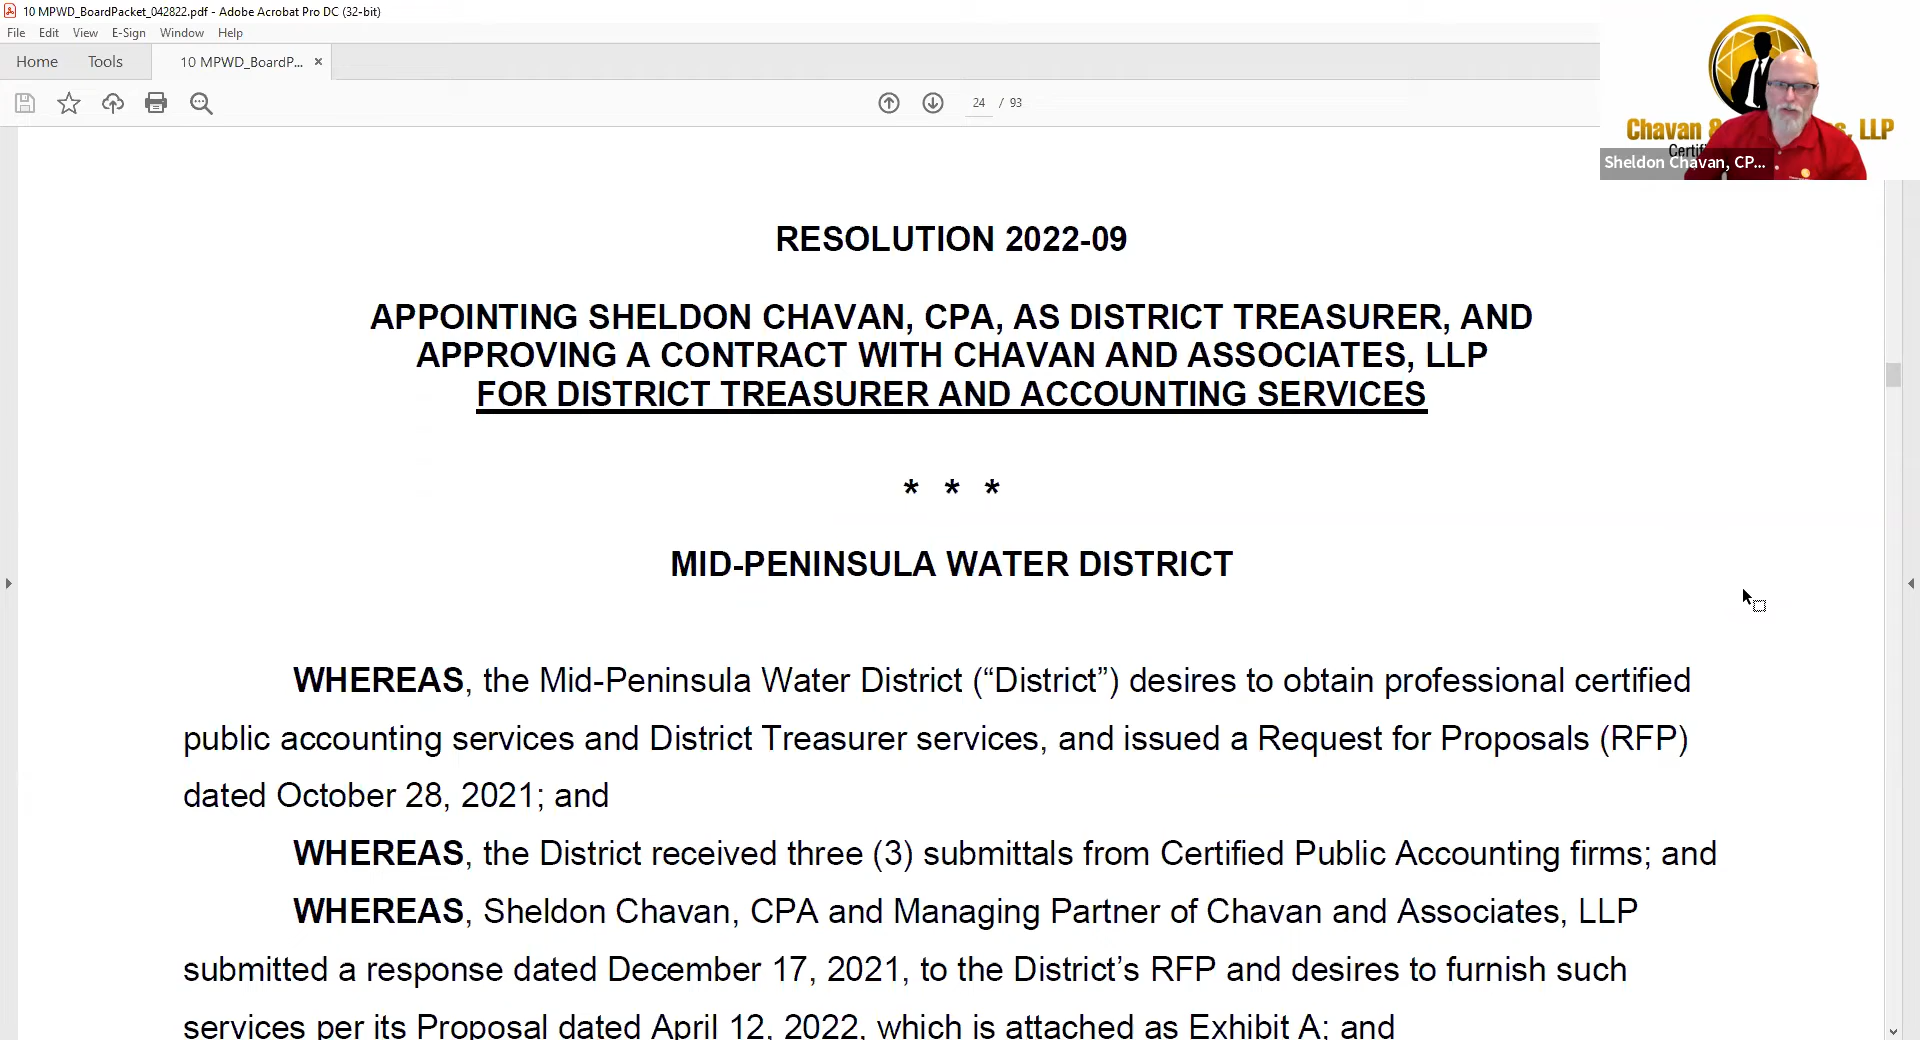 10 MPWD_BoardPacket_042822.pdf - Adobe Acrobat Pro DC (32-bit)
File Edit View E-Sign Window Help
Home Tools 10 MPWD_BoardP... ×
24 / 93
Chavan & LLP
Sheldon Chavan, CP...
RESOLUTION 2022-09
APPOINTING SHELDON CHAVAN, CPA, AS DISTRICT TREASURER, AND
APPROVING A CONTRACT WITH CHAVAN AND ASSOCIATES, LLP
FOR DISTRICT TREASURER AND ACCOUNTING SERVICES
* * *
MID-PENINSULA WATER DISTRICT
WHEREAS, the Mid-Peninsula Water District (“District”) desires to obtain professional certified
public accounting services and District Treasurer services, and issued a Request for Proposals (RFP)
dated October 28, 2021; and
WHEREAS, the District received three (3) submittals from Certified Public Accounting firms; and
WHEREAS, Sheldon Chavan, CPA and Managing Partner of Chavan and Associates, LLP
submitted a response dated December 17, 2021, to the District’s RFP and desires to furnish such
services per its Proposal dated April 12, 2022, which is attached as Exhibit A; and